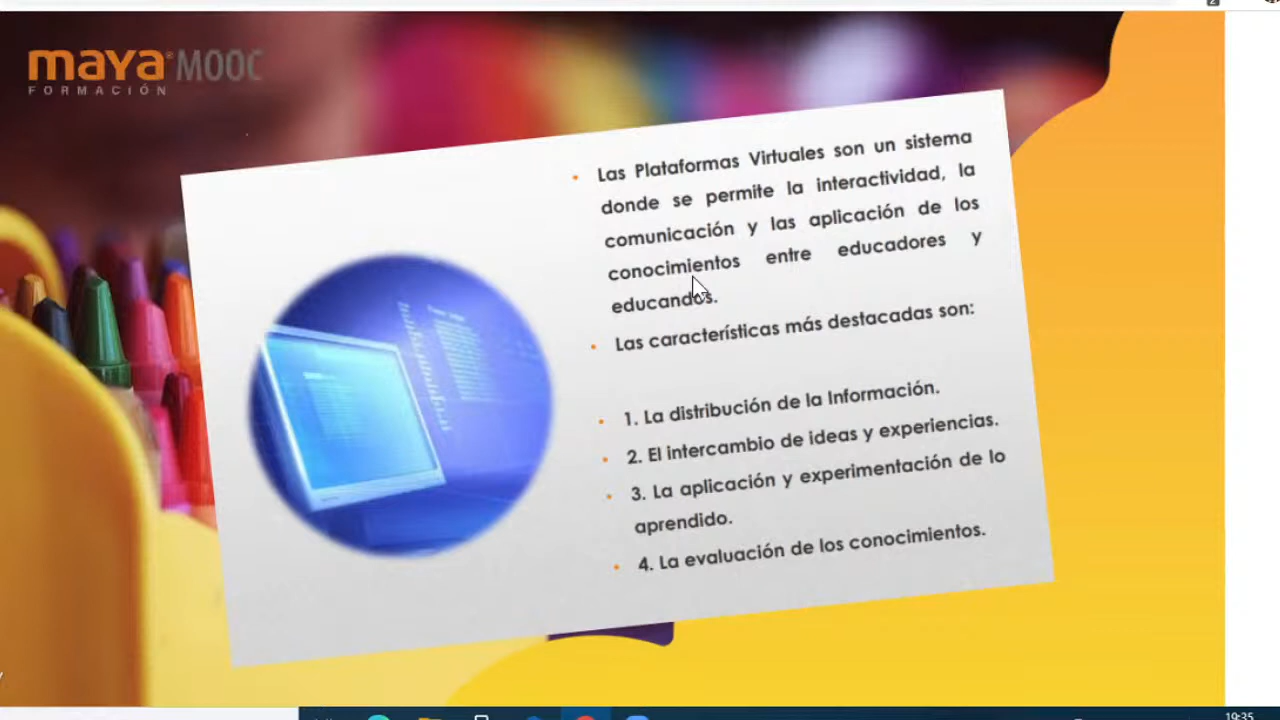 maya® MOOC
FORMACIÓN
• Las Plataformas Virtuales son un sistema
donde se permite la interactividad, la
comunicación y las aplicación de los
conocimientos entre educadores y
educandos.
• Las características más destacadas son:
• 1. La distribución de la Información.
• 2. El intercambio de ideas y experiencias.
• 3. La aplicación y experimentación de lo
aprendido.
• 4. La evaluación de los conocimientos.
19:35